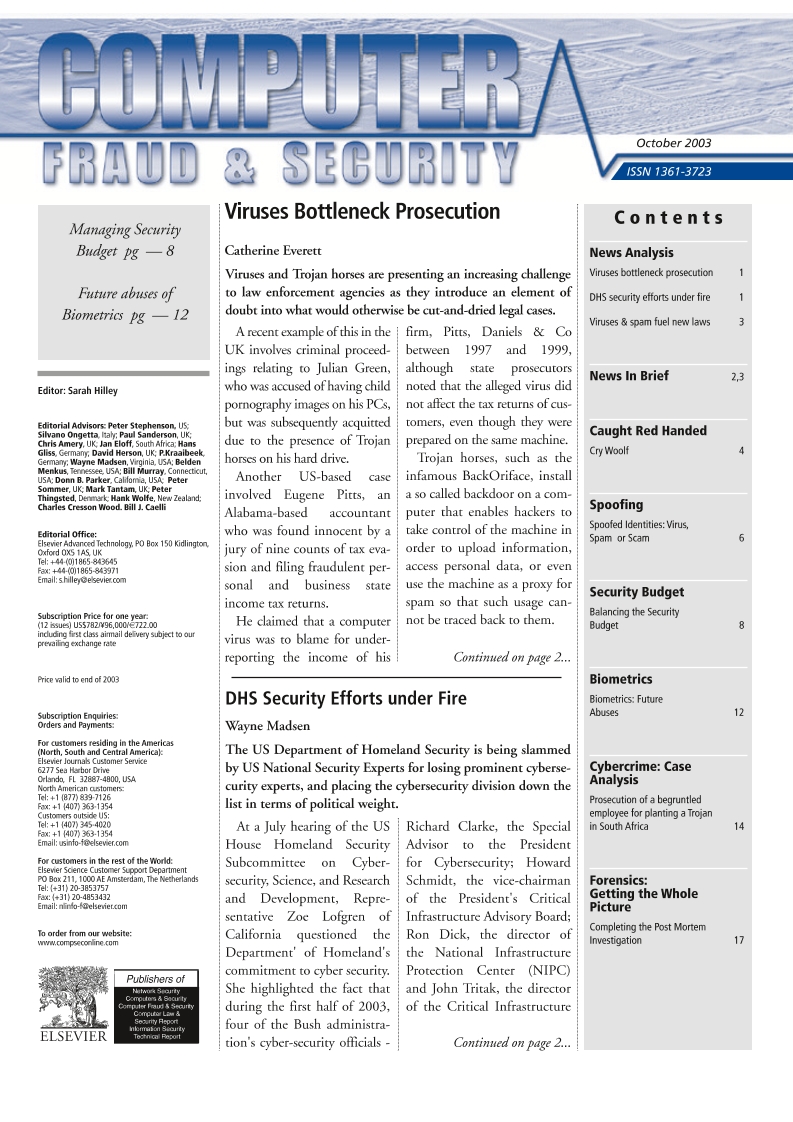 COMPUTER
FRAUD & SECURITY
October 2003
ISSN 1361-3723
Managing Security
Budget pg — 8
Future abuses of
Biometrics pg — 12
Editor: Sarah Hilley
Editorial Advisors: Peter Stephenson, US;
Silvano Ongetta, Italy; Paul Sanderson, UK;
Chris Amery, UK; Jan Eloff, South Africa; Hans
Gliss, Germany; David Herson, UK; P.Kraaibeek,
Germany; Wayne Madsen, Virginia, USA; Belden
Menkus, Tennessee, USA; Bill Murray, Connecticut,
USA; Donn B. Parker, California, USA; Peter
Sommer, UK; Mark Tantam, UK; Peter
Thingsted, Denmark; Hank Wolfe, New Zealand;
Charles Cresson Wood. Bill J. Caelli
Editorial Office:
Elsevier Advanced Technology, PO Box 150 Kidlington,
Oxford OX5 1AS, UK
Tel: +44-(0)1865-843645
Fax: +44-(0)1865-843971
Email: s.hilley@elsevier.com
Subscription Price for one year:
(12 issues) US$782/¥96,000/€722.00
including first class airmail delivery subject to our
prevailing exchange rate
Price valid to end of 2003
Subscription Enquiries:
Orders and Payments:
For customers residing in the Americas
(North, South and Central America):
Elsevier Journals Customer Service
6277 Sea Harbor Drive
Orlando, FL 32887-4800, USA
North American customers:
Tel: +1 (877) 839-7126
Fax: +1 (407) 363-1354
Customers outside US:
Tel: +1 (407) 345-4020
Fax: +1 (407) 363-1354
Email: usinfo-f@elsevier.com
For customers in the rest of the World:
Elsevier Science Customer Support Department
PO Box 211, 1000 AE Amsterdam, The Netherlands
Tel: (+31) 20-3853757
Fax: (+31) 20-4853432
Email: nlinfo-f@elsevier.com
To order from our website:
www.compseconline.com
ELSEVIER
Publishers of
Network Security
Computers & Security
Computer Fraud & Security
Computer Law &
Security Report
Information Security
Technical Report
Viruses Bottleneck Prosecution
Catherine Everett
Viruses and Trojan horses are presenting an increasing challenge
to law enforcement agencies as they introduce an element of
doubt into what would otherwise be cut-and-dried legal cases.
A recent example of this in the
UK involves criminal proceed-
ings relating to Julian Green,
who was accused of having child
pornography images on his PCs,
but was subsequently acquitted
due to the presence of Trojan
horses on his hard drive.
Another US-based case
involved Eugene Pitts, an
Alabama-based accountant
who was found innocent by a
jury of nine counts of tax eva-
sion and filing fraudulent per-
sonal and business state
income tax returns.
He claimed that a computer
virus was to blame for under-
reporting the income of his
firm, Pitts, Daniels & Co
between 1997 and 1999,
although state prosecutors
noted that the alleged virus did
not affect the tax returns of cus-
tomers, even though they were
prepared on the same machine.
Trojan horses, such as the
infamous BackOriface, install
a so called backdoor on a com-
puter that enables hackers to
take control of the machine in
order to upload information,
access personal data, or even
use the machine as a proxy for
spam so that such usage can-
not be traced back to them.
Continued on page 2...
DHS Security Efforts under Fire
Wayne Madsen
The US Department of Homeland Security is being slammed
by US National Security Experts for losing prominent cyberse-
curity experts, and placing the cybersecurity division down the
list in terms of political weight.
At a July hearing of the US
House Homeland Security
Subcommittee on Cyber-
security, Science, and Research
and Development, Repre-
sentative Zoe Lofgren of
California questioned the
Department' of Homeland's
commitment to cyber security.
She highlighted the fact that
during the first half of 2003,
four of the Bush administra-
tion's cyber-security officials -
Richard Clarke, the Special
Advisor to the President
for Cybersecurity; Howard
Schmidt, the vice-chairman
of the President's Critical
Infrastructure Advisory Board;
Ron Dick, the director of
the National Infrastructure
Protection Center (NIPC)
and John Tritak, the director
of the Critical Infrastructure
Continued on page 2...
Contents
News Analysis
Viruses bottleneck prosecution 1
DHS security efforts under fire 1
Viruses & spam fuel new laws 3
News In Brief 2,3
Caught Red Handed
Cry Woolf 4
Spoofing
Spoofed Identities: Virus,
Spam or Scam 6
Security Budget
Balancing the Security
Budget 8
Biometrics
Biometrics: Future
Abuses 12
Cybercrime: Case
Analysis
Prosecution of a begruntled
employee for planting a Trojan
in South Africa 14
Forensics:
Getting the Whole
Picture
Completing the Post Mortem
Investigation 17